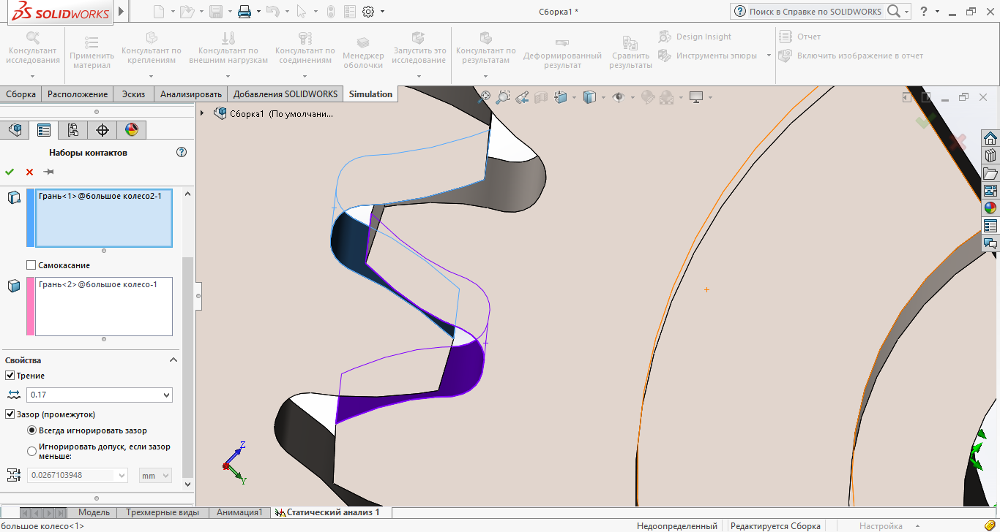 SOLIDWORKS
Сборка1 *
Поиск в Справке по SOLIDWORKS
?
Консультант
исследования
Применить
материал
Консультант по
креплениям
Консультант по
внешним нагрузкам
Консультант по
соединениям
Менеджер
оболочки
Запустить это
исследование
Консультант по
результатам
Деформированный
результат
Сравнить
результаты
Design Insight
Инструменты эпюры
Отчет
Включить изображение в отчет
Сборка
Расположение
Эскиз
Анализировать
Добавления SOLIDWORKS
Simulation
Сборка1 (По умолчани...
Наборы контактов
?
Грань<1>@большое колесо2-1
Самокасание
Грань<2>@большое колесо-1
Свойства
Трение
0.17
Зазор (промежуток)
Всегда игнорировать зазор
Игнорировать допуск, если зазор
меньше:
0.0267103948
mm
Z
Y
Модель
Трехмерные виды
Анимация1
Статический анализ 1
большое колесо<1>
Недоопределенный
Редактируется Сборка
Настройка